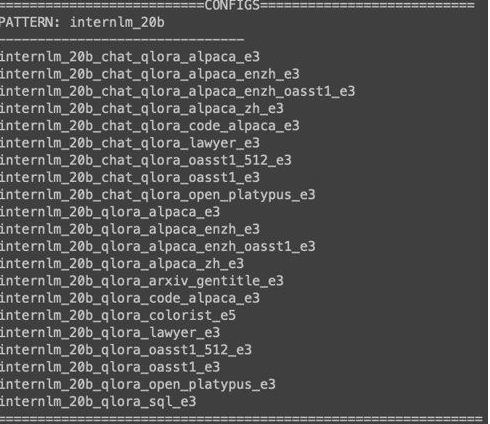 ==========================CONFIGS===========================
PATTERN: internlm_20b
-------------------------------
internlm_20b_chat_qlora_alpaca_e3
internlm_20b_chat_qlora_alpaca_enzh_e3
internlm_20b_chat_qlora_alpaca_enzh_oasst1_e3
internlm_20b_chat_qlora_alpaca_zh_e3
internlm_20b_chat_qlora_code_alpaca_e3
internlm_20b_chat_qlora_lawyer_e3
internlm_20b_chat_qlora_oasst1_512_e3
internlm_20b_chat_qlora_oasst1_e3
internlm_20b_chat_qlora_open_platypus_e3
internlm_20b_qlora_alpaca_e3
internlm_20b_qlora_alpaca_enzh_e3
internlm_20b_qlora_alpaca_enzh_oasst1_e3
internlm_20b_qlora_alpaca_zh_e3
internlm_20b_qlora_arxiv_gentitle_e3
internlm_20b_qlora_code_alpaca_e3
internlm_20b_qlora_colorist_e5
internlm_20b_qlora_lawyer_e3
internlm_20b_qlora_oasst1_512_e3
internlm_20b_qlora_oasst1_e3
internlm_20b_qlora_open_platypus_e3
internlm_20b_qlora_sql_e3
=============================================================